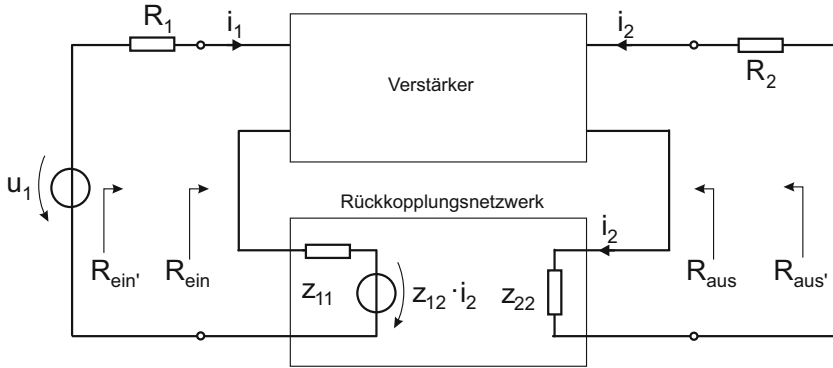 R1
i1
i2
R2
Verstärker
u1
Rückkopplungsnetzwerk
i2
Rein'
Rein
z11
z12 · i2
z22
Raus
Raus'